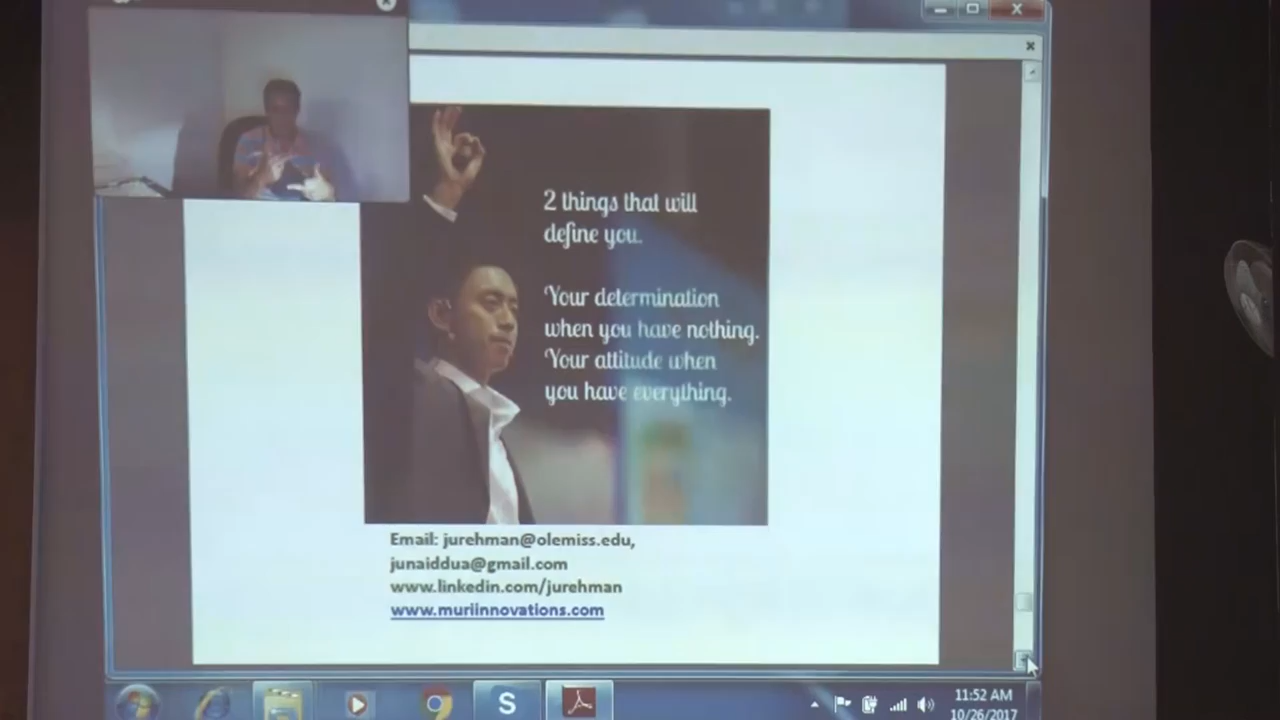 2 things that will
define you.
Your determination
when you have nothing.
Your attitude when
you have everything.
Email: jurehman@olemiss.edu,
junaiddua@gmail.com
www.linkedin.com/jurehman
www.muriinnovations.com
S
11:52 AM
10/26/2017